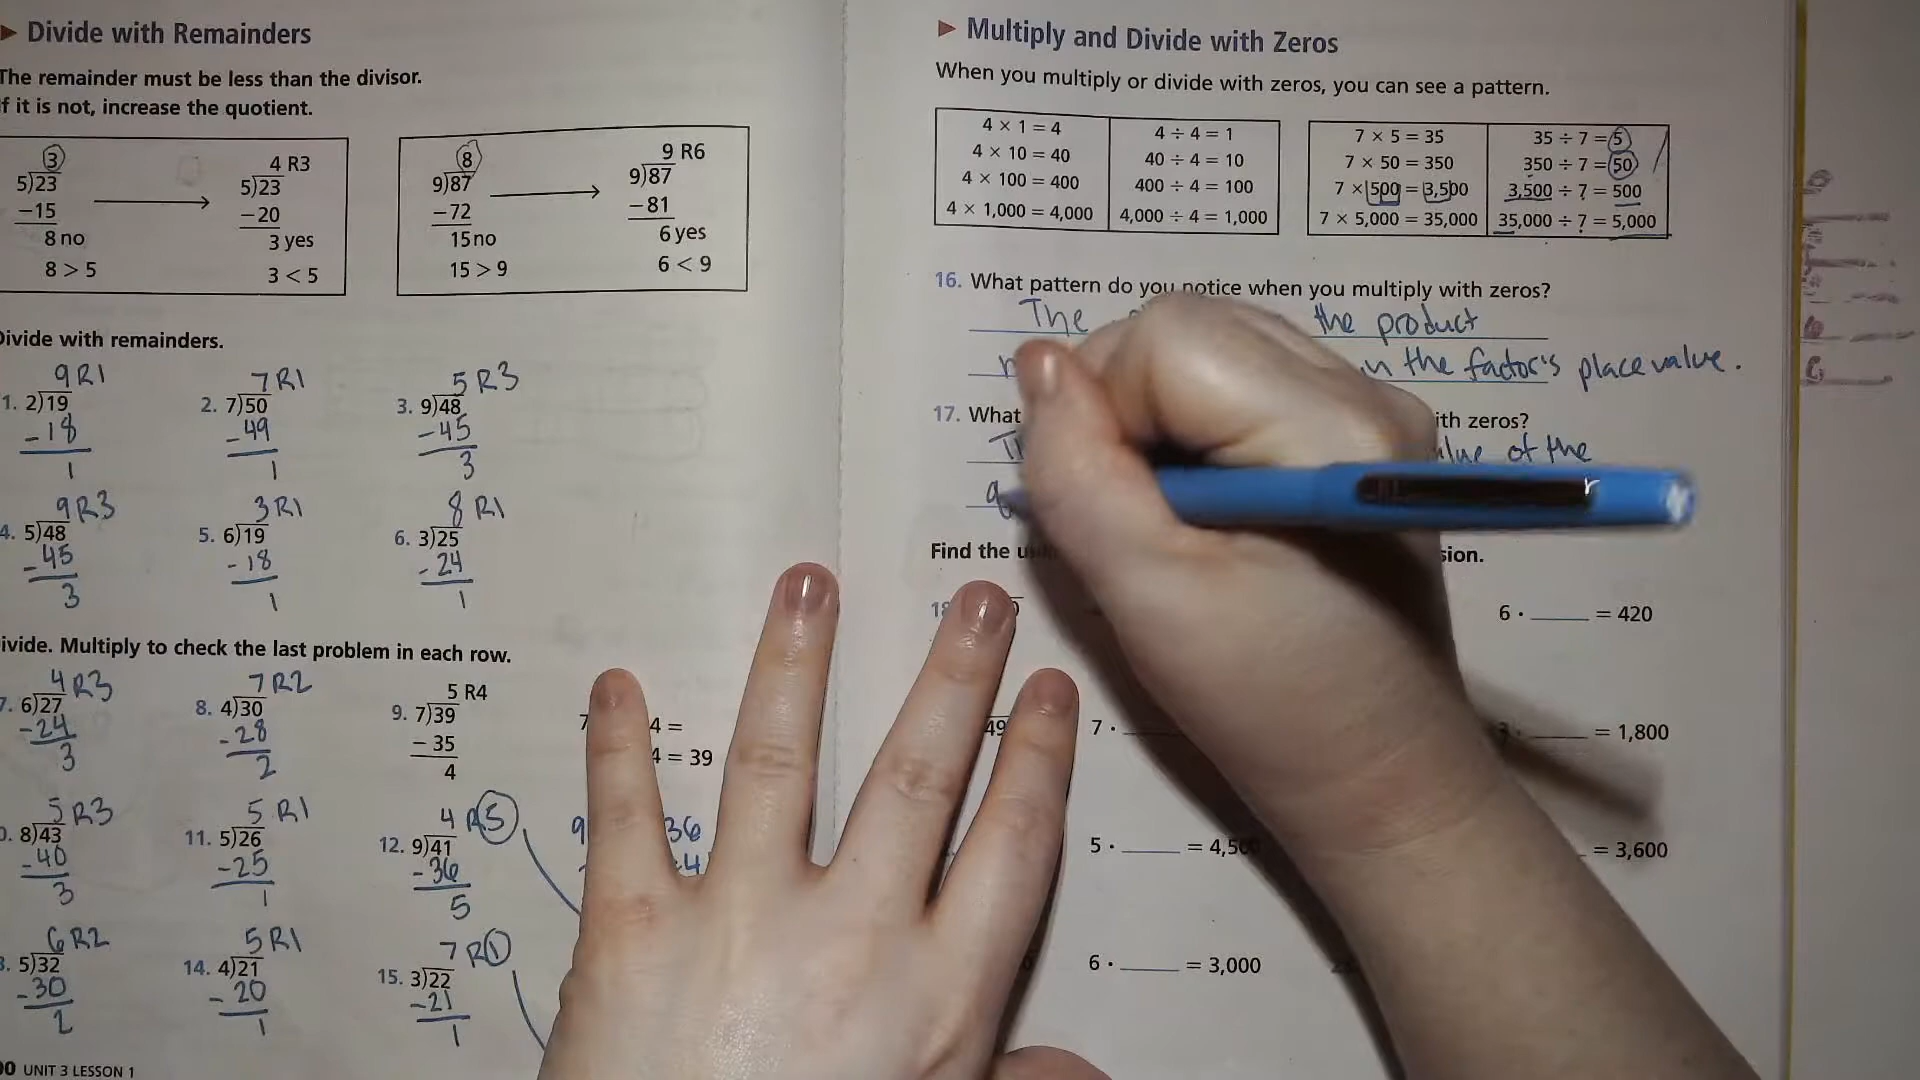 ▶ Divide with Remainders
The remainder must be less than the divisor.
f it is not, increase the quotient.
3
5)23
-15
8 no
8 > 5
4 R3
5)23
-20
3 yes
3 < 5
8
9)87
-72
15 no
15 > 9
9 R6
9)87
-81
6 yes
6 < 9
Divide with remainders.
9R1
1. 2)19
-18
1
7R1
2. 7)50
-49
1
5R3
3. 9)48
-45
3
9R3
4. 5)48
-45
3
3R1
5. 6)19
-18
1
8R1
6. 3)25
-24
1
ivide. Multiply to check the last problem in each row.
4R3
7. 6)27
-24
3
7R2
8. 4)30
-28
2
5 R4
9. 7)39
-35
4
7 4 =
4 = 39
5R3
0. 8)43
-40
3
5R1
11. 5)26
-25
1
4 R5
12. 9)41
-36
5
9 36
6R2
3. 5)32
-30
2
5R1
14. 4)21
-20
1
7R1
15. 3)22
-21
1
00 UNIT 3 LESSON 1
▶ Multiply and Divide with Zeros
When you multiply or divide with zeros, you can see a pattern.
4 × 1 = 4
4 × 10 = 40
4 × 100 = 400
4 × 1,000 = 4,000
4 ÷ 4 = 1
40 ÷ 4 = 10
400 ÷ 4 = 100
4,000 ÷ 4 = 1,000
7 × 5 = 35
7 × 50 = 350
7 × 500 = 3,500
7 × 5,000 = 35,000
35 ÷ 7 = 5
350 ÷ 7 = 50
3,500 ÷ 7 = 500
35,000 ÷ 7 = 5,000
16. What pattern do you notice when you multiply with zeros?
The the product
in the factor's place value.
17. What ith zeros?
of the
Find the
6 · ____ = 420
49 7 · ____
____ = 1,800
5 · ____ = 4,500
= 3,600
6 · ____ = 3,000